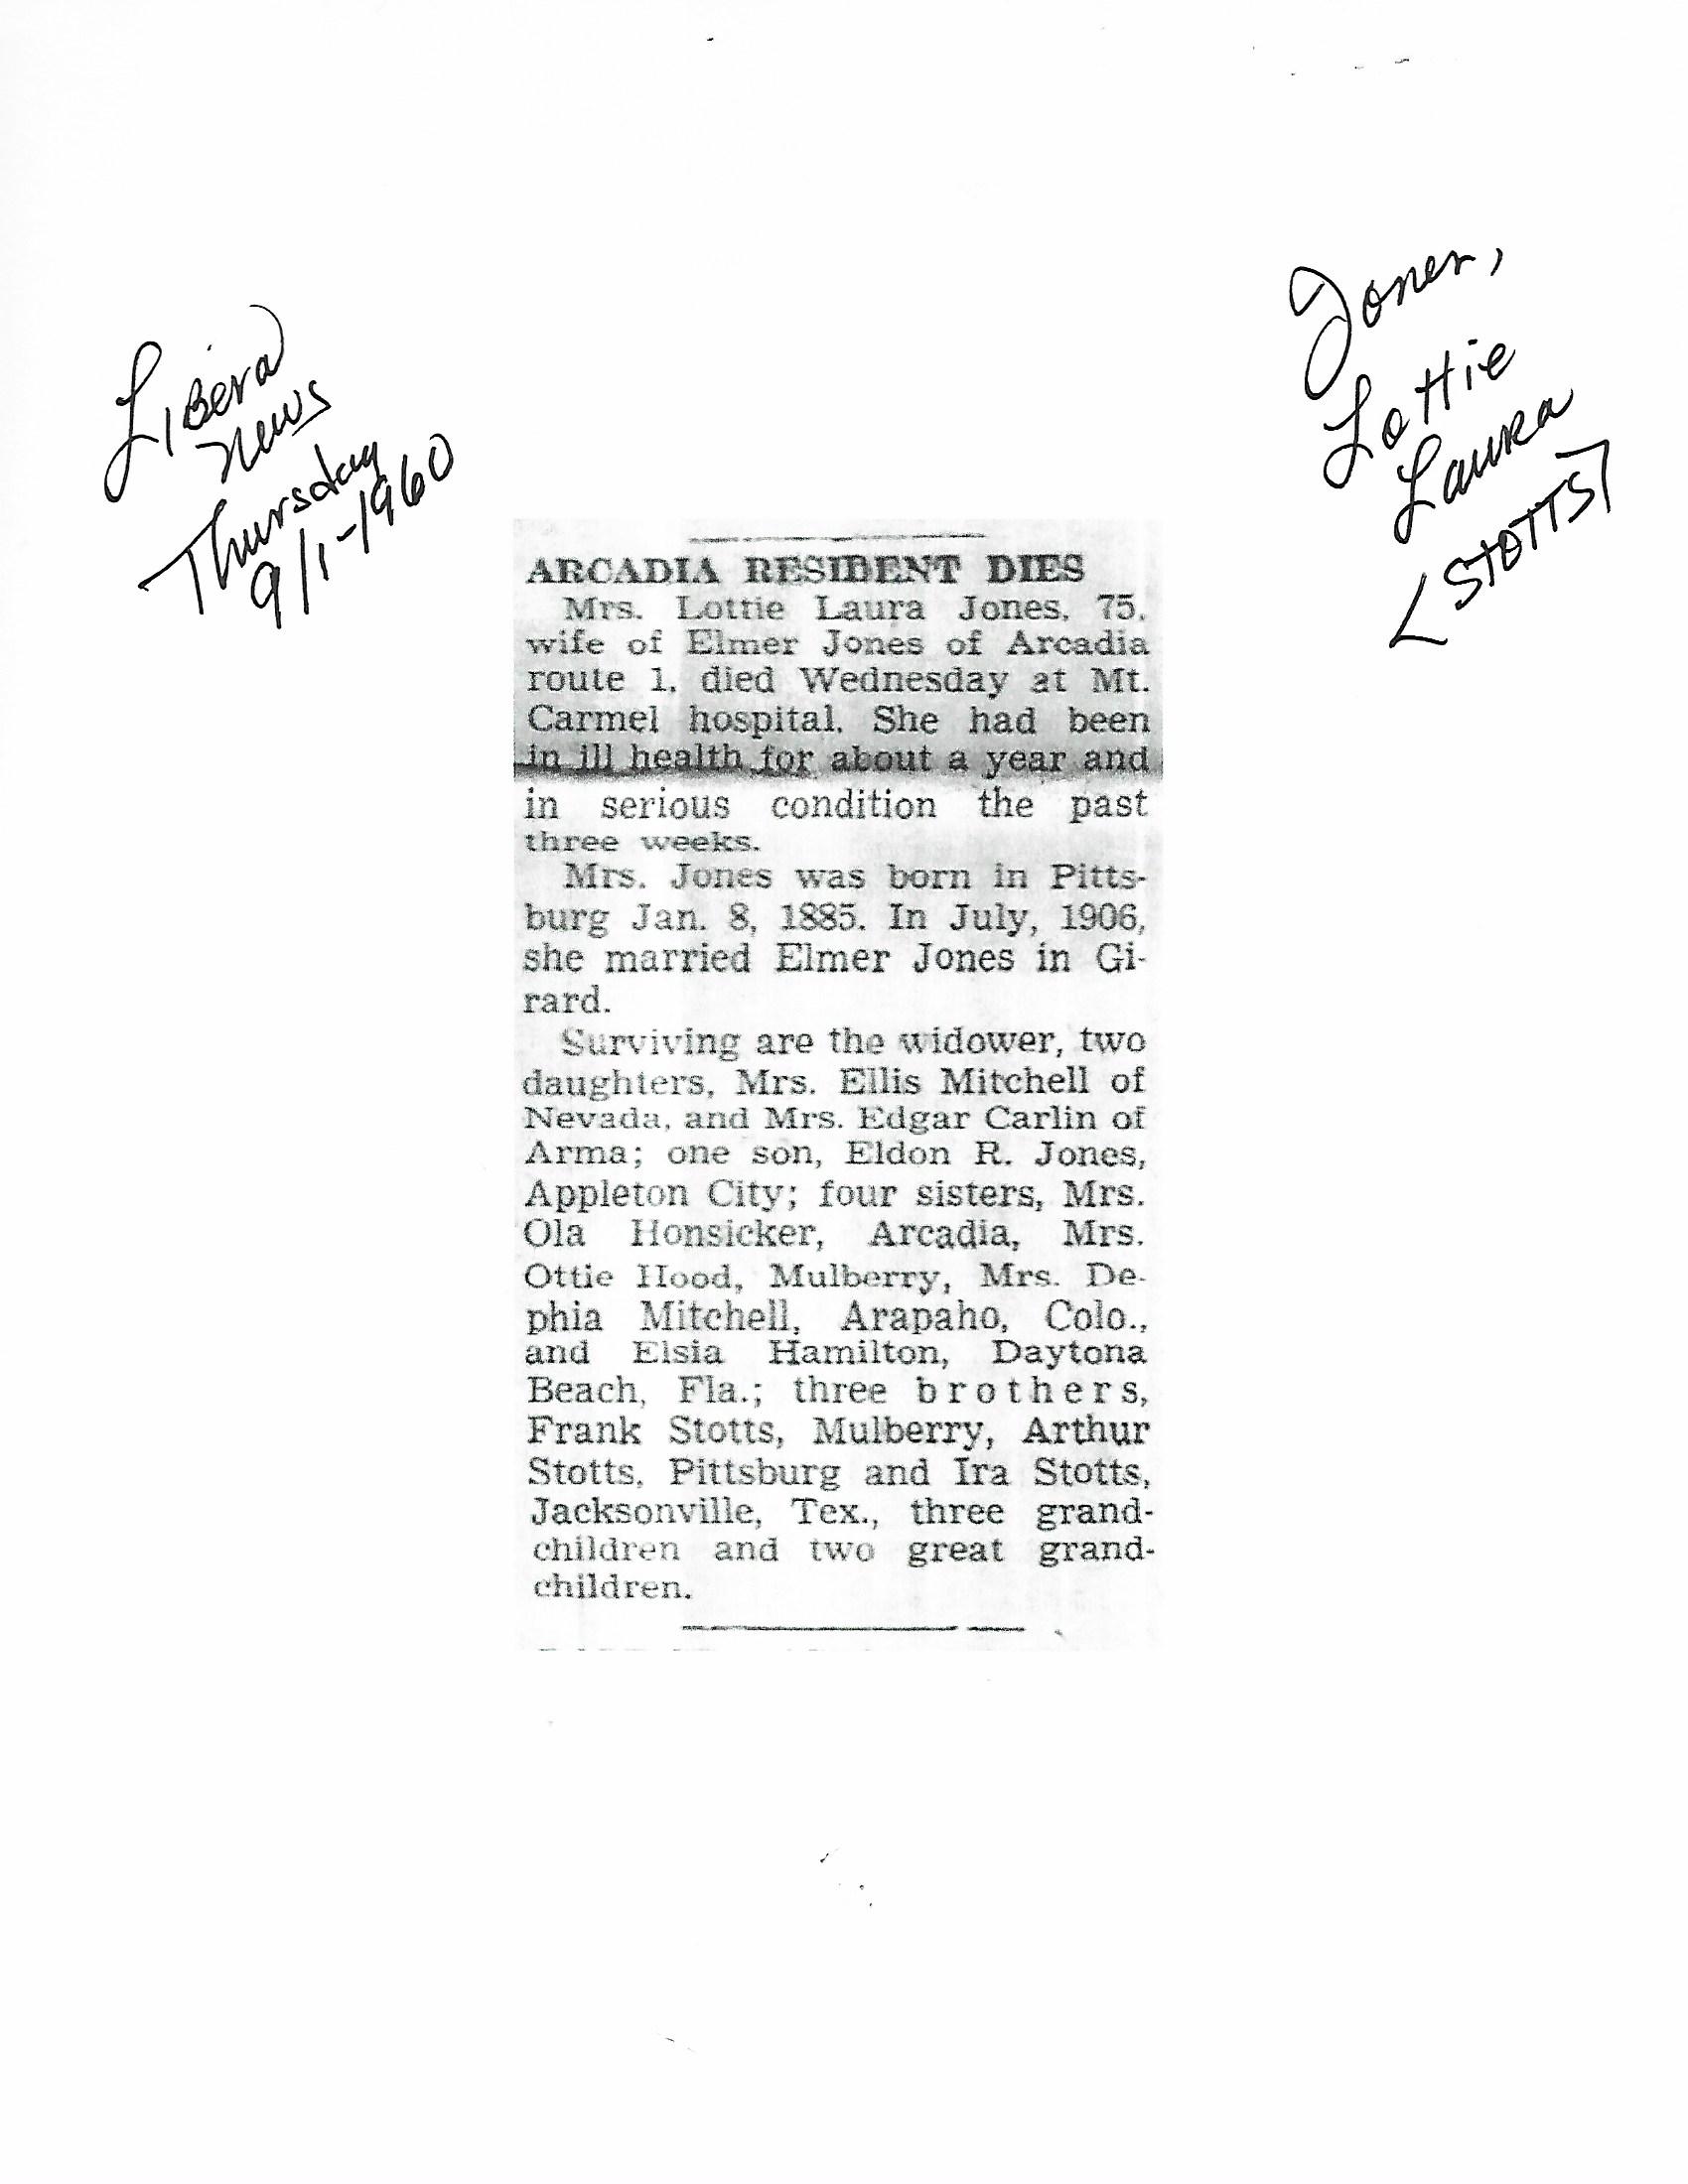 Liberal
News
Thursday
9/1-1960
Jones,
Lottie
Laura
<STOTTS>
ARCADIA RESIDENT DIES
Mrs. Lottie Laura Jones, 75,
wife of Elmer Jones of Arcadia
route 1, died Wednesday at Mt.
Carmel hospital. She had been
in ill health for about a year and
in serious condition the past
three weeks.
Mrs. Jones was born in Pitts-
burg Jan. 8, 1885. In July, 1906,
she married Elmer Jones in Gi-
rard.
Surviving are the widower, two
daughters, Mrs. Ellis Mitchell of
Nevada, and Mrs. Edgar Carlin of
Arma; one son, Eldon R. Jones,
Appleton City; four sisters, Mrs.
Ola Honsicker, Arcadia, Mrs.
Ottie Hood, Mulberry, Mrs. De-
phia Mitchell, Arapaho, Colo.,
and Elsia Hamilton, Daytona
Beach, Fla.; three brothers,
Frank Stotts, Mulberry, Arthur
Stotts, Pittsburg and Ira Stotts,
Jacksonville, Tex., three grand-
children and two great grand-
children.